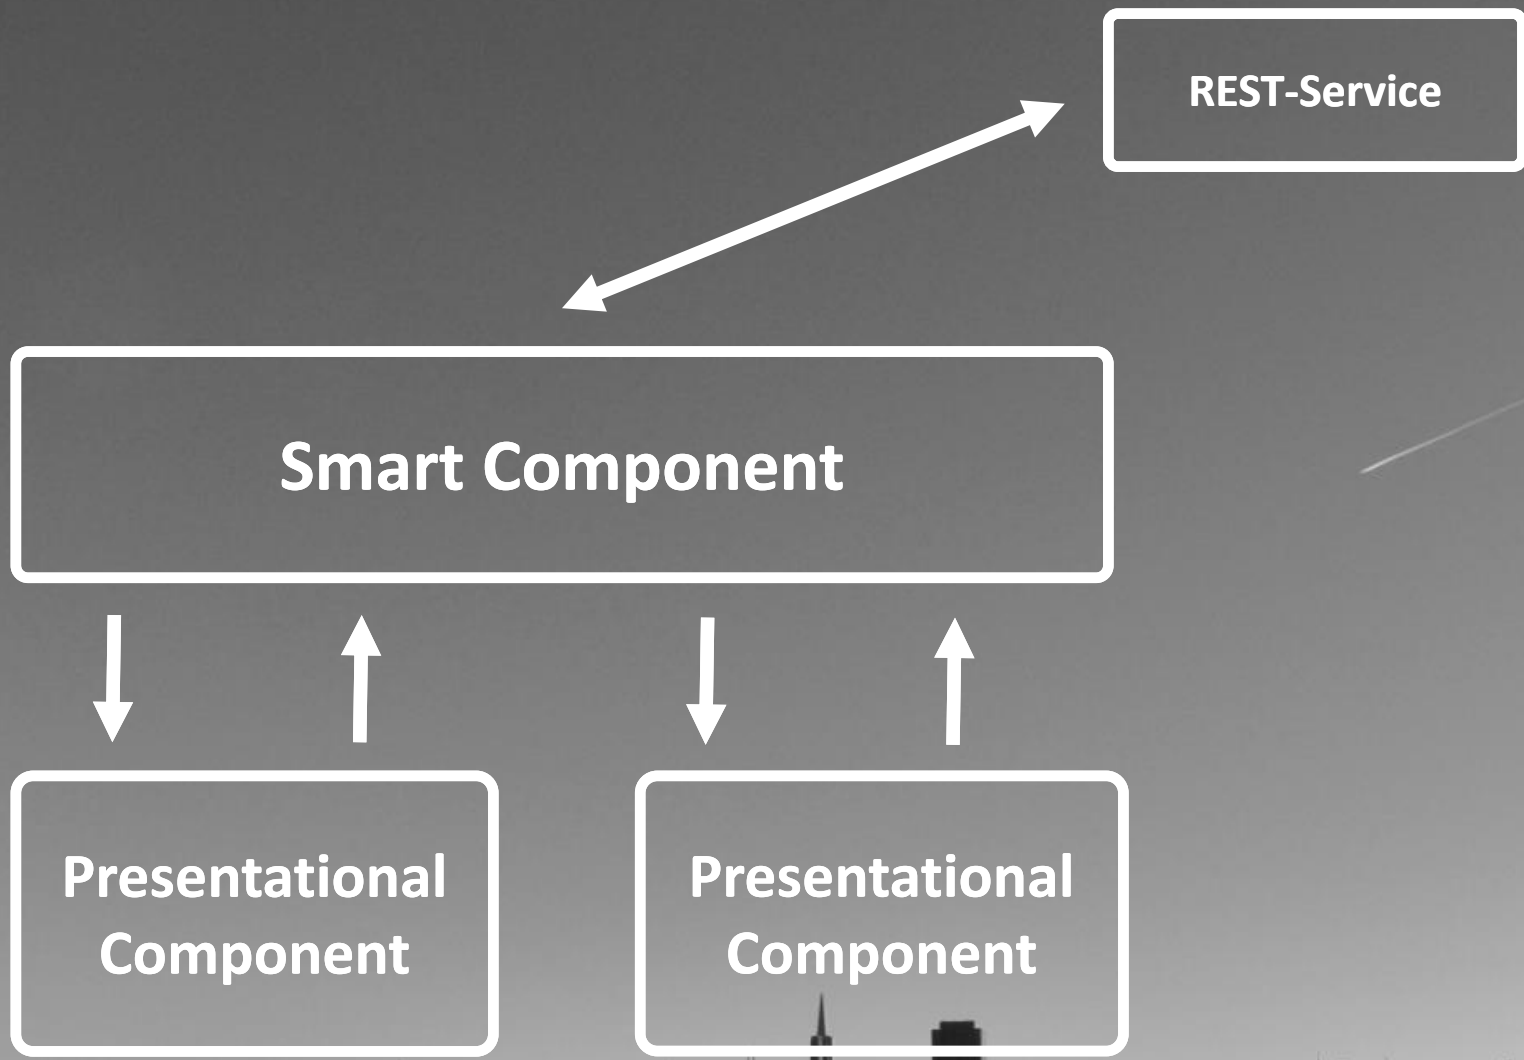 REST-Service
Smart Component
Presentational
Component
Presentational
Component